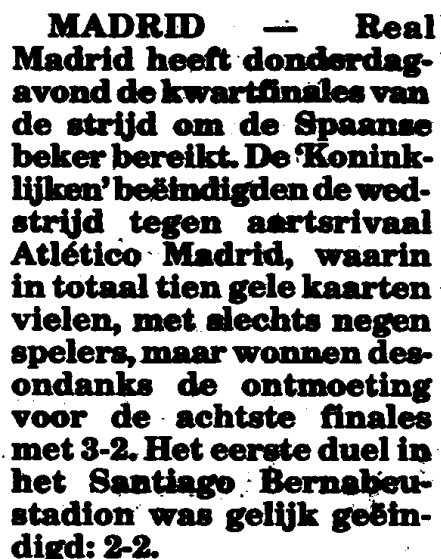 MADRID — Real
Madrid heeft donderdag-
avond de kwartfinales van
de strijd om de Spaanse
beker bereikt. De 'Konink-
lijken' beëindigden de wed-
strijd tegen aartsrivaal
Atlético Madrid, waarin
in totaal tien gele kaarten
vielen, met slechts negen
spelers, maar wonnen des-
ondanks de ontmoeting
voor de achtste finales
met 3-2. Het eerste duel in
het Santiago Bernabeu-
stadion was gelijk geëin-
digd: 2-2.